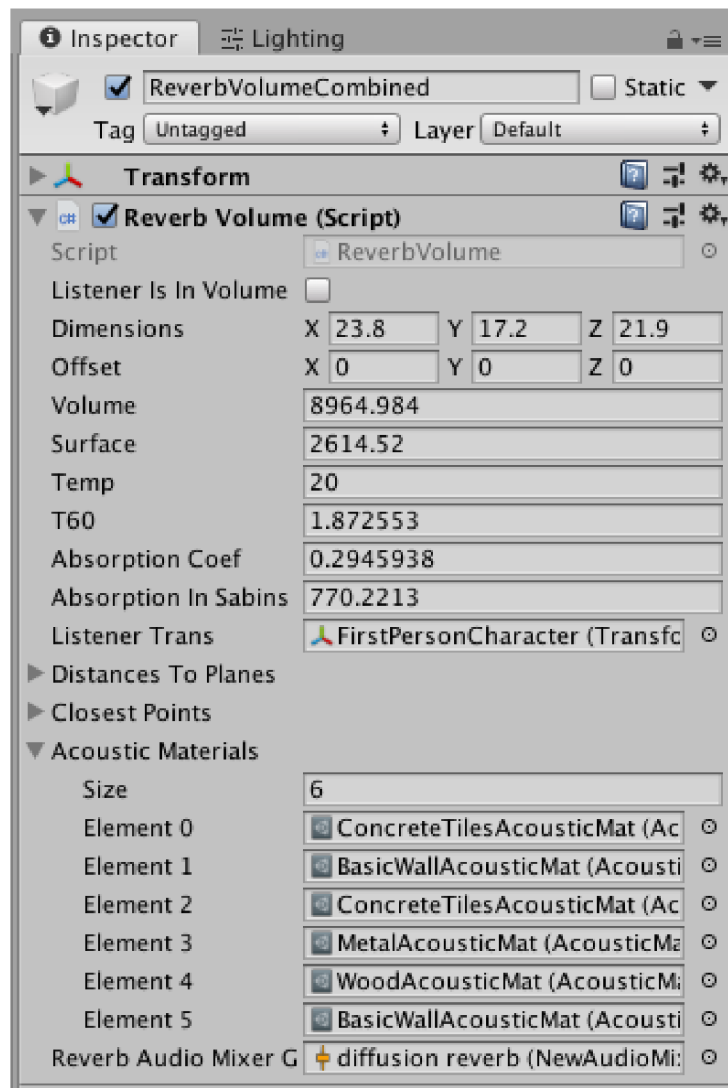 Inspector Lighting
ReverbVolumeCombined Static
Tag Untagged Layer Default
Transform
Reverb Volume (Script)
Script ReverbVolume
Listener Is In Volume
Dimensions X 23.8 Y 17.2 Z 21.9
Offset X 0 Y 0 Z 0
Volume 8964.984
Surface 2614.52
Temp 20
T60 1.872553
Absorption Coef 0.2945938
Absorption In Sabins 770.2213
Listener Trans FirstPersonCharacter (Transfo
Distances To Planes
Closest Points
Acoustic Materials
Size 6
Element 0 ConcreteTilesAcousticMat (Ac
Element 1 BasicWallAcousticMat (Acousti
Element 2 ConcreteTilesAcousticMat (Ac
Element 3 MetalAcousticMat (AcousticMa
Element 4 WoodAcousticMat (AcousticMa
Element 5 BasicWallAcousticMat (Acousti
Reverb Audio Mixer G diffusion reverb (NewAudioMi